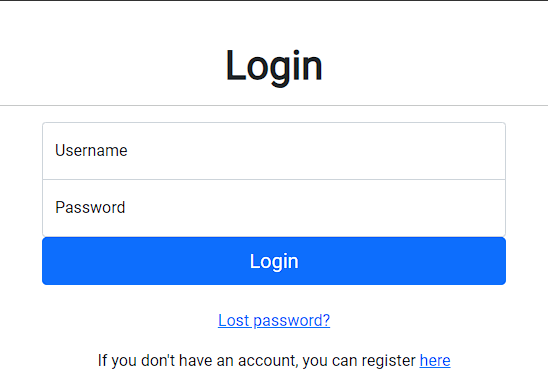 Login
Username
Password
Login
Lost password?
If you don't have an account, you can register here